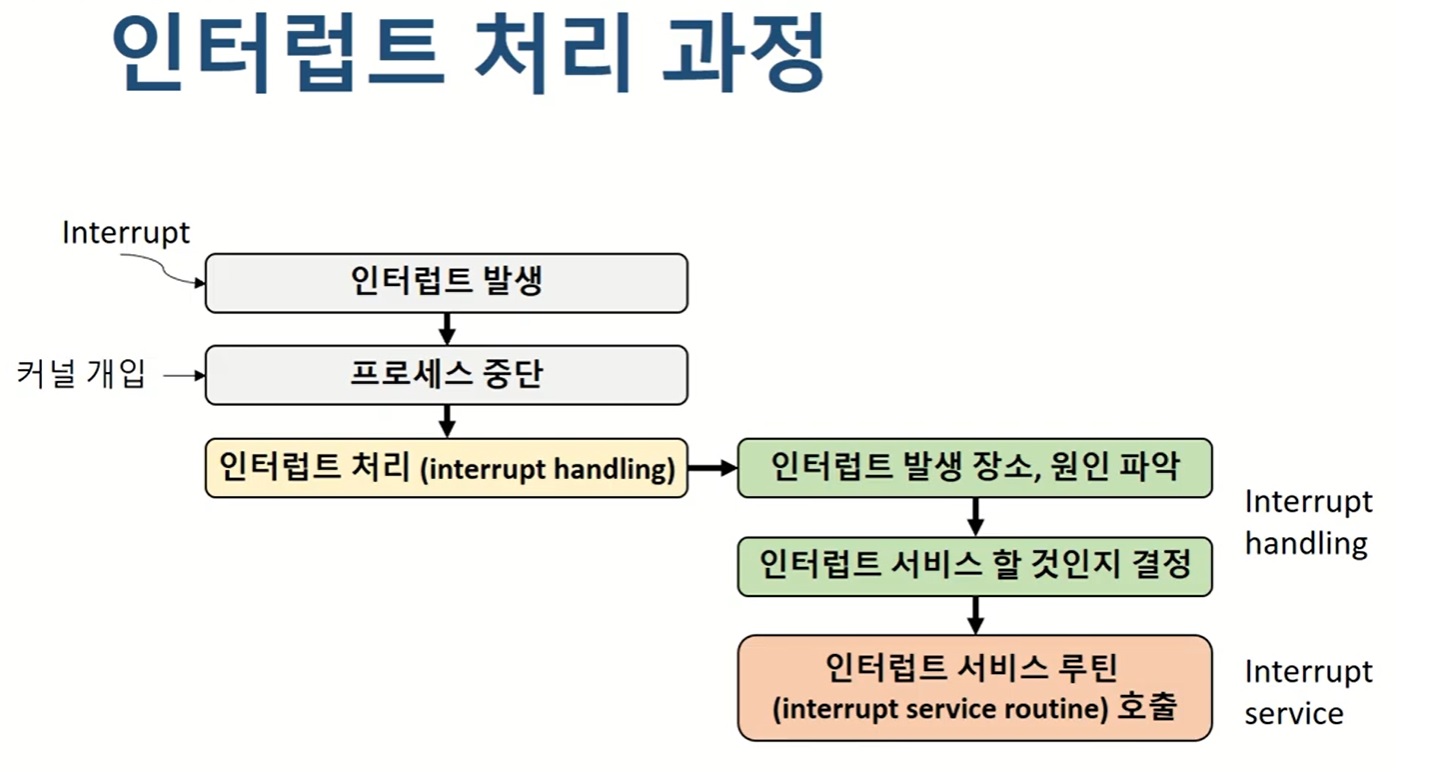 인터럽트 처리 과정
Interrupt
인터럽트 발생
커널 개입
프로세스 중단
인터럽트 처리 (interrupt handling)
인터럽트 발생 장소, 원인 파악
Interrupt
handling
인터럽트 서비스 할 것인지 결정
인터럽트 서비스 루틴
(interrupt service routine) 호출
Interrupt
service